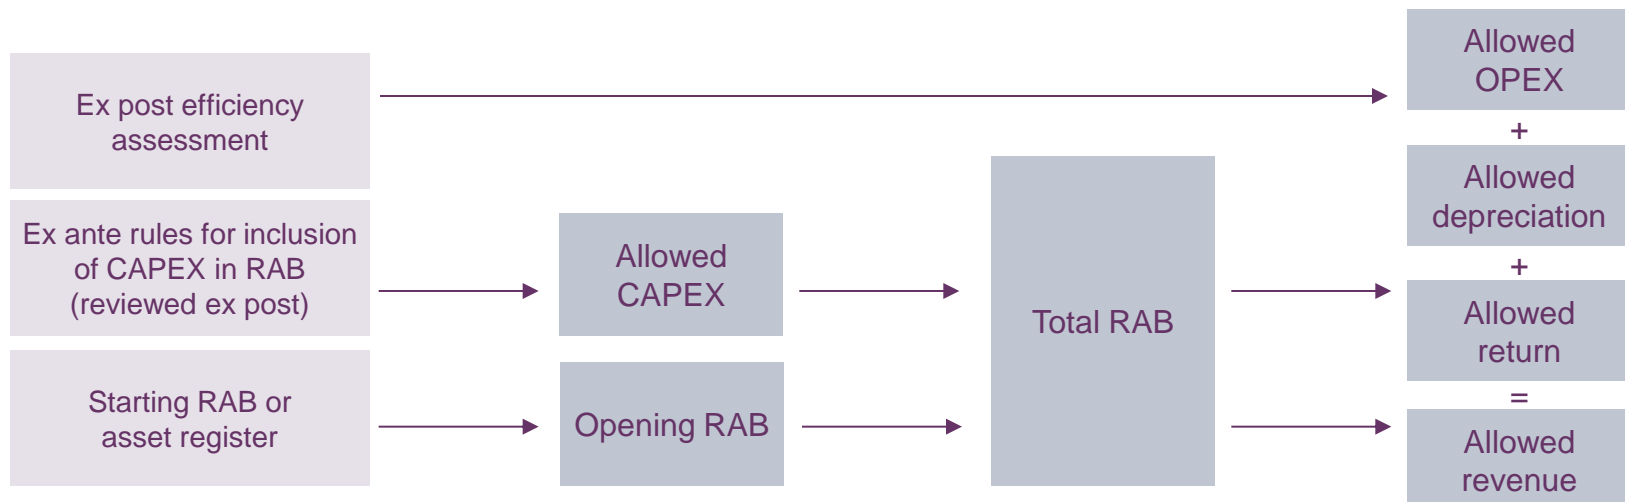 Ex post efficiency
assessment
Ex ante rules for inclusion
of CAPEX in RAB
(reviewed ex post)
Starting RAB or
asset register
Allowed
CAPEX
Opening RAB
Total RAB
Allowed
OPEX
+
Allowed
depreciation
+
Allowed
return
=
Allowed
revenue